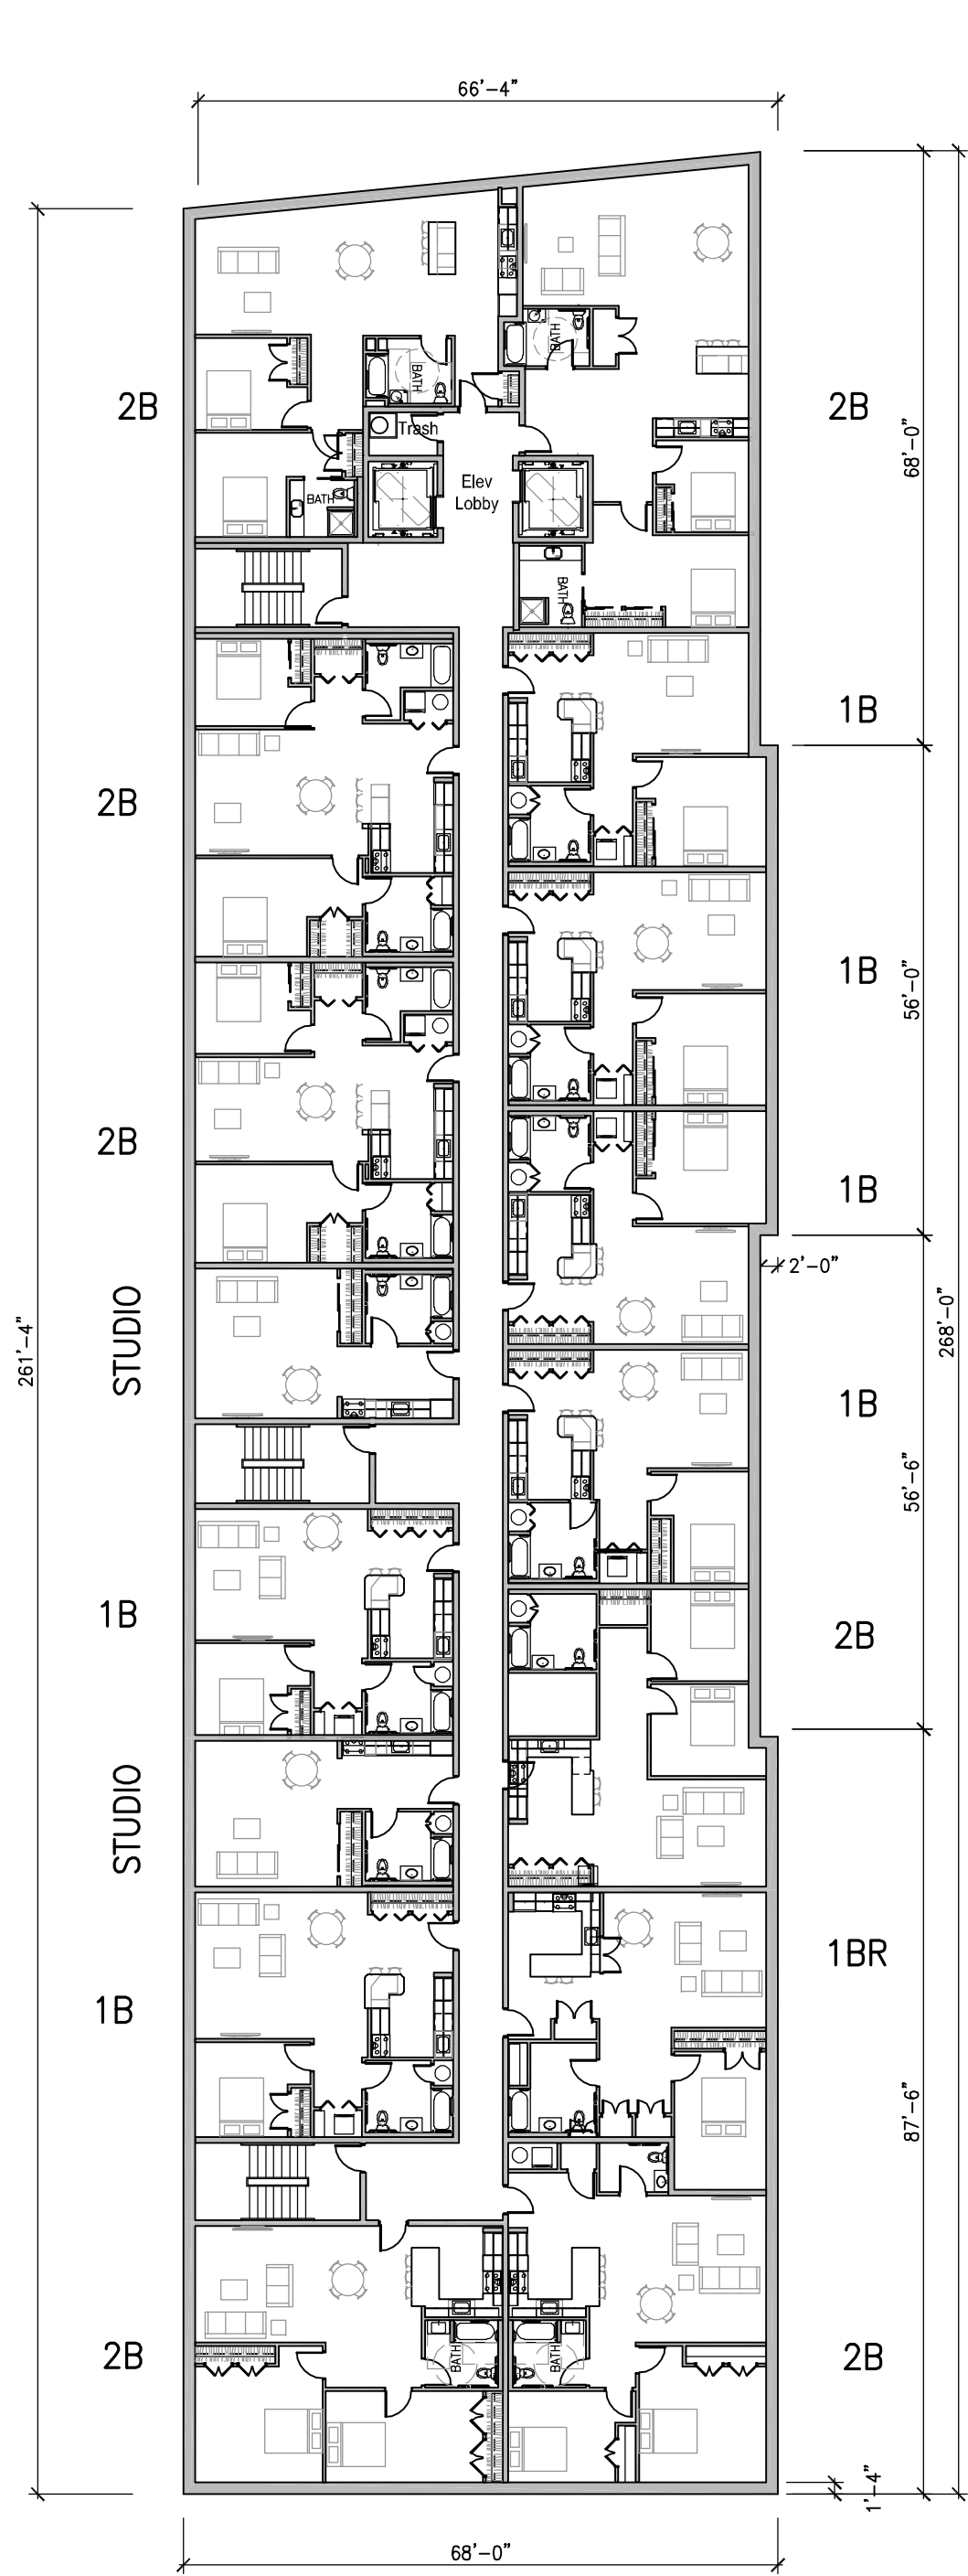 66'-4"
BATH
BATH
2B
2B
Trash
68'-0"
Elev
Lobby
BATH
BATH
1B
2B
1B
56'-0"
2B
1B
2'-0"
STUDIO
261'-4"
268'-0"
1B
56'-6"
1B
2B
STUDIO
1BR
1B
87'-6"
BATH
BATH
2B
2B
1'-4"
68'-0"